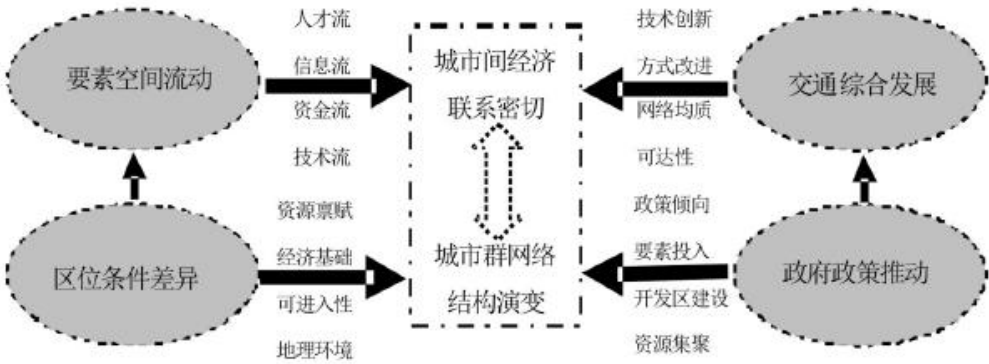 要素空间流动
人才流
信息流
资金流
技术流
城市间经济
联系密切
技术创新
方式改进
网络均质
可达性
交通综合发展
区位条件差异
资源禀赋
经济基础
可进入性
地理环境
城市群网络
结构演变
政策倾向
要素投入
开发区建设
资源集聚
政府政策推动